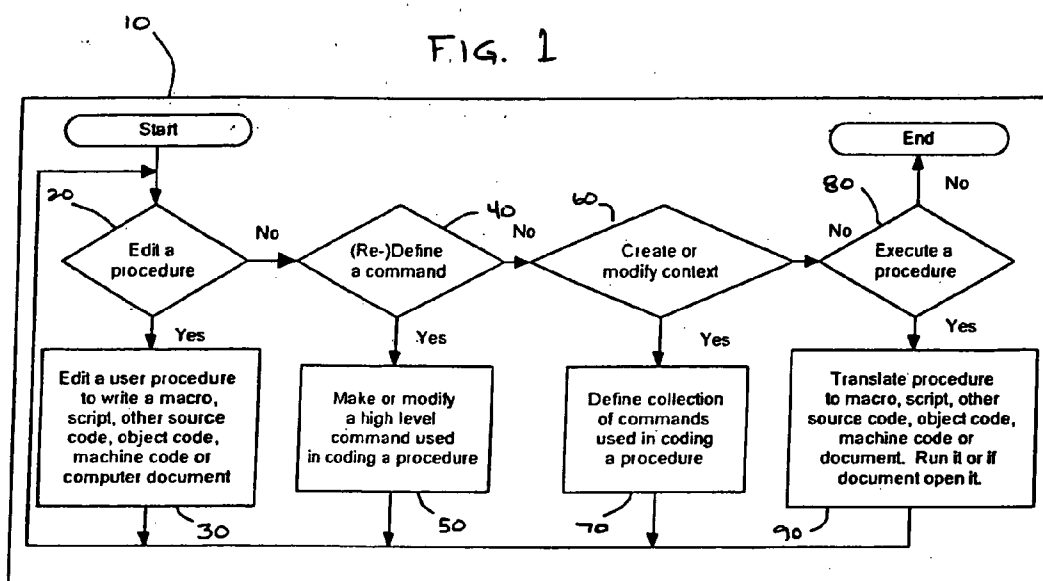 10
FIG. 1
Start
End
20
40
60
80
No
Edit a
procedure
No
(Re-)Define
a command
No
Create or
modify context
No
Execute a
procedure
Yes
Yes
Yes
Yes
Edit a user procedure
to write a macro,
script, other source
code, object code,
machine code or
computer document
Make or modify
a high level
command used
in coding a procedure
Define collection
of commands
used in coding
a procedure
Translate procedure
to macro, script, other
source code, object code,
machine code or
document. Run it or if
document open it.
30
50
70
90